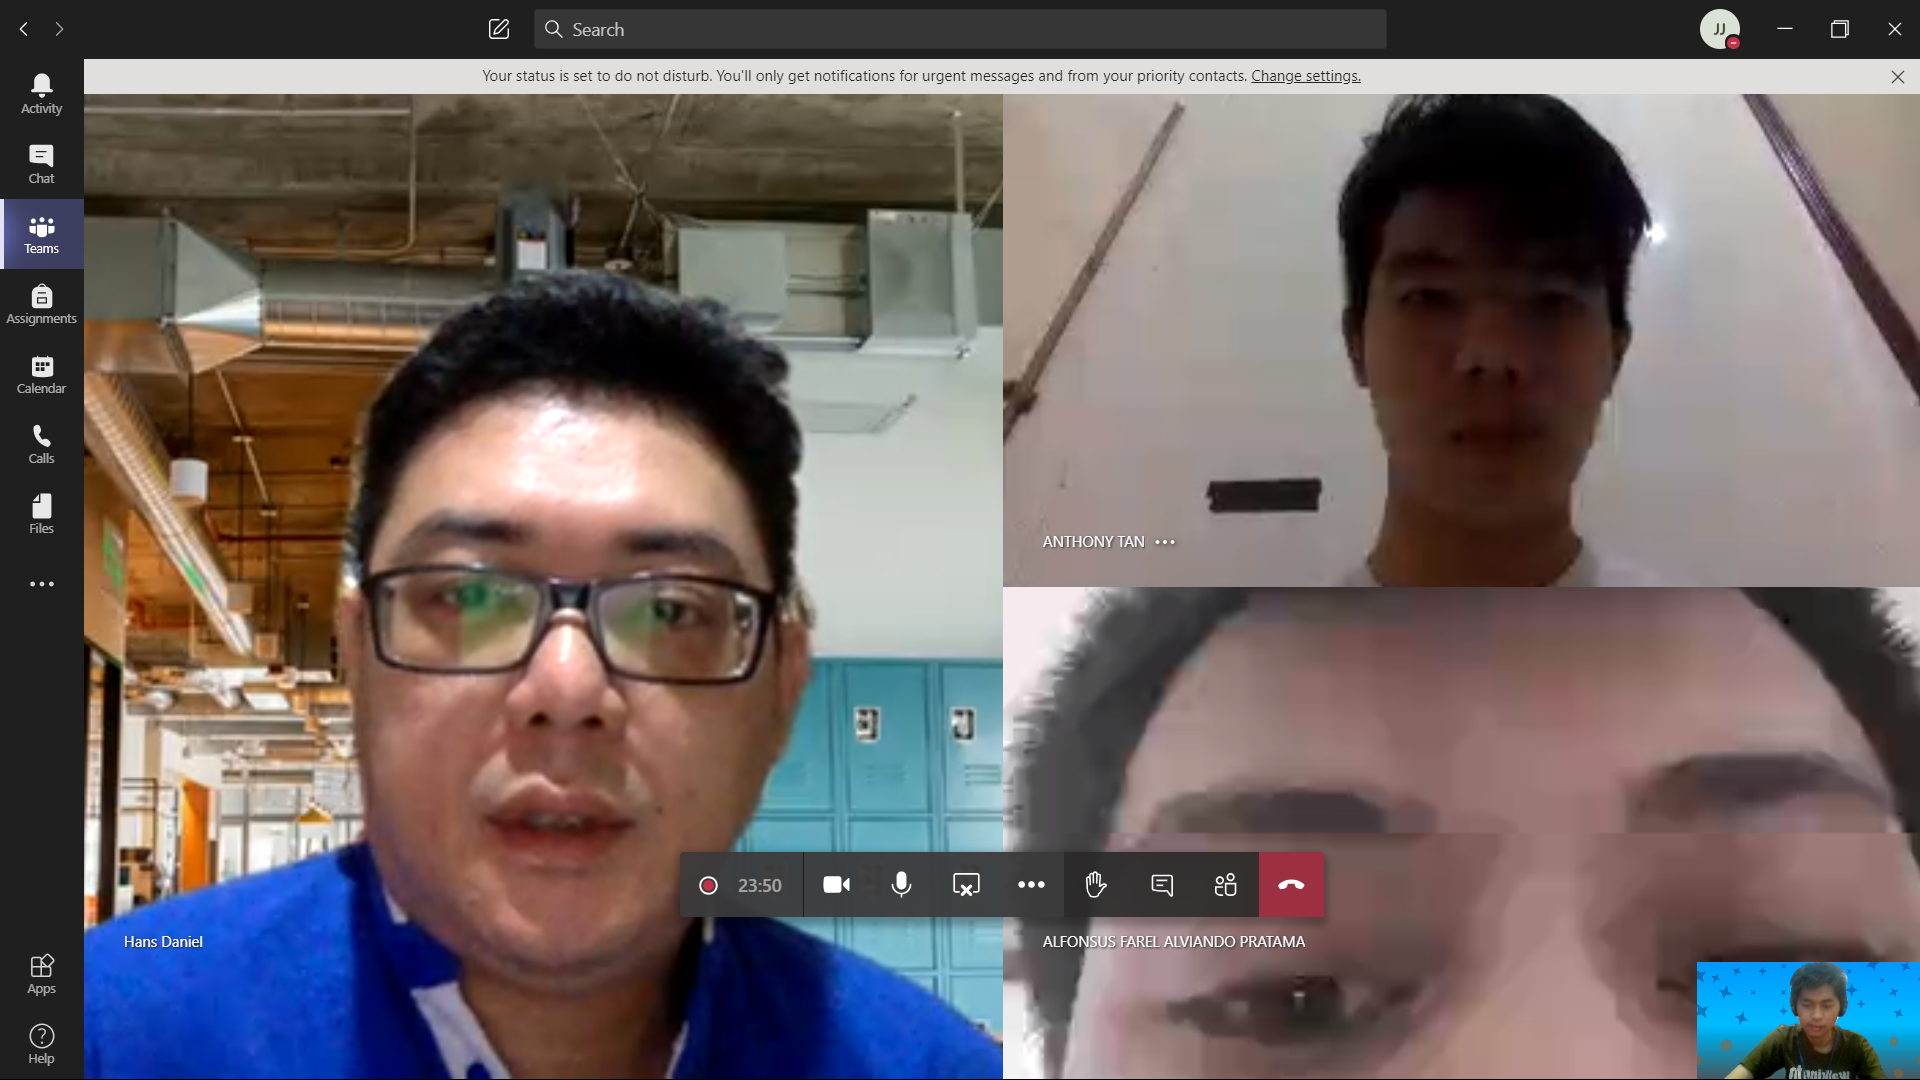 Search
JJ
Your status is set to do not disturb. You'll only get notifications for urgent messages and from your priority contacts. Change settings.
Activity
Chat
Teams
Assignments
Calendar
Calls
Files
Apps
Help
ANTHONY TAN
23:50
Hans Daniel
ALFONSUS FAREL ALVIANDO PRATAMA